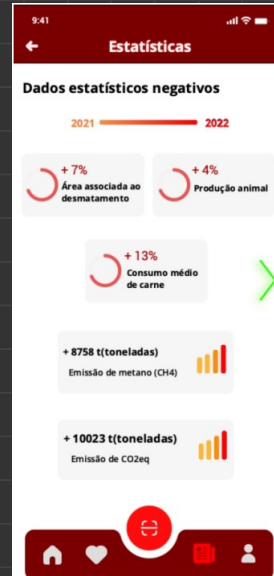 9:41
Estatísticas
Dados estatísticos negativos
2021
2022
+ 7%
Área associada ao
desmatamento
+ 4%
Produção animal
+ 13%
Consumo médio
de carne
+ 8758 t(toneladas)
Emissão de metano (CH4)
+ 10023 t(toneladas)
Emissão de CO2eq